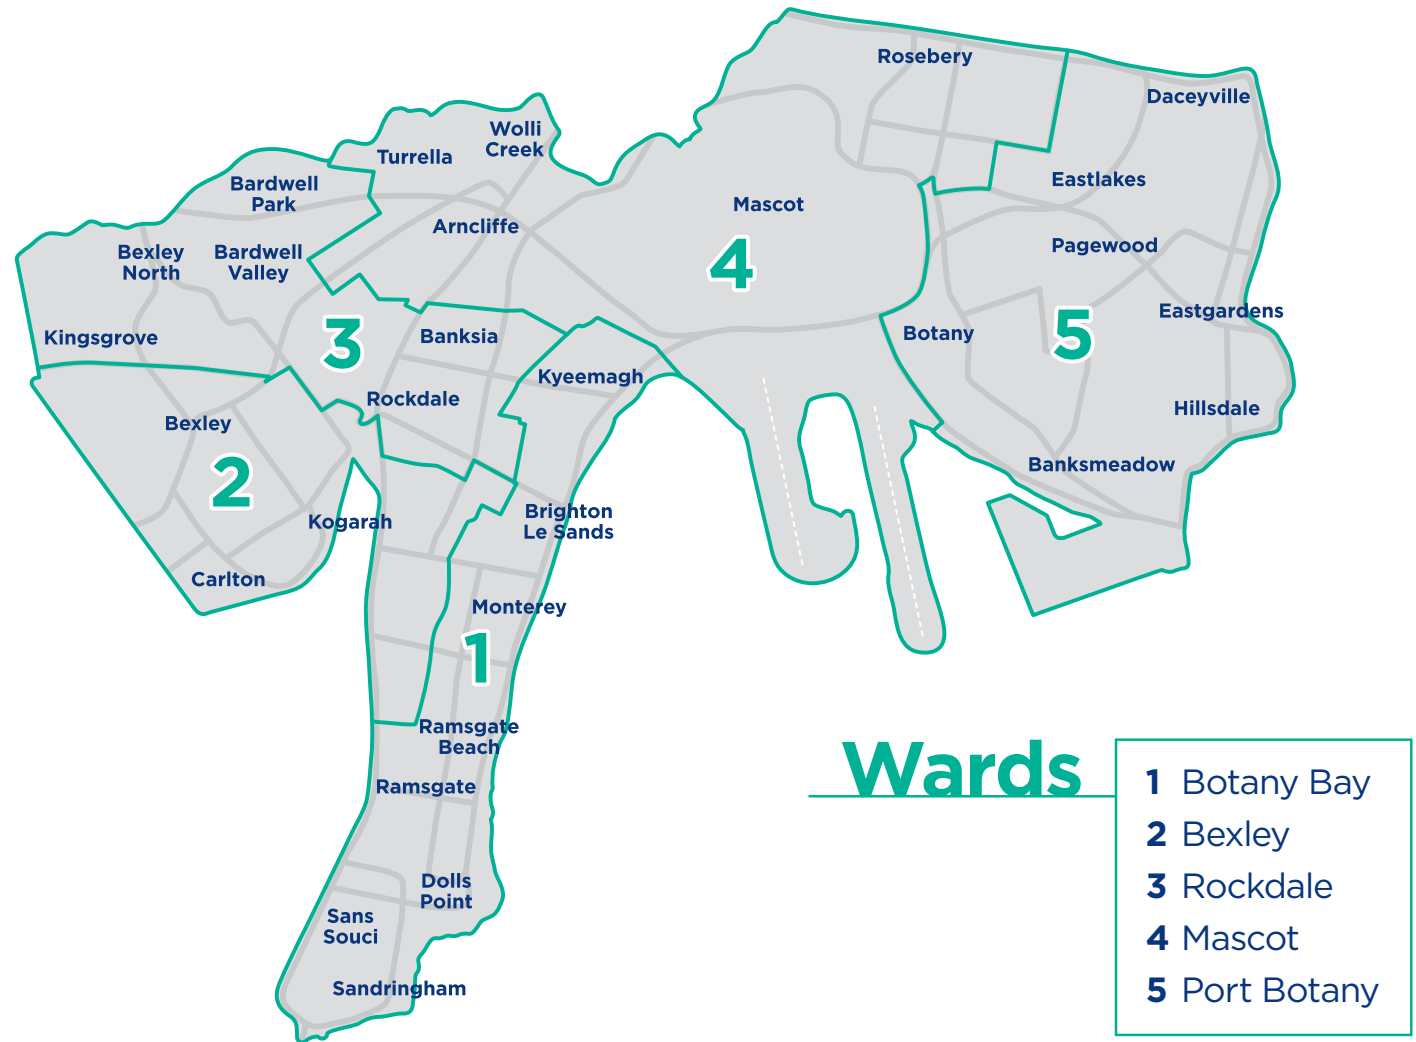 Rosebery
Daceyville
Wolli
Creek
Turrella
Bardwell
Park
Eastlakes
Mascot
Arncliffe
Pagewood
Bexley
North
Bardwell
Valley
4
Eastgardens
Kingsgrove
3
Banksia
Botany
5
Kyeemagh
Rockdale
Hillsdale
Bexley
Banksmeadow
2
Kogarah
Brighton
Le Sands
Carlton
Monterey
1
Ramsgate
Beach
Ramsgate
Dolls
Point
Sans
Souci
Sandringham
Wards
1 Botany Bay
2 Bexley
3 Rockdale
4 Mascot
5 Port Botany